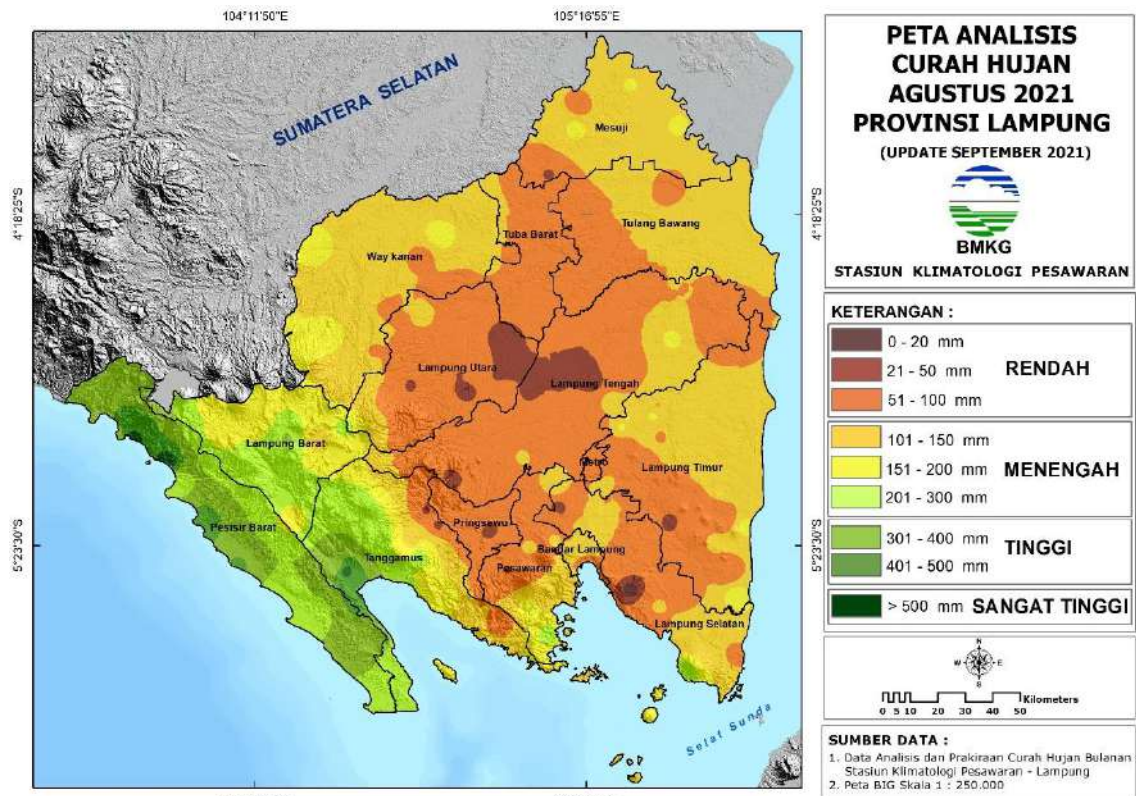 104°11'50"E
105°16'55"E
4°18'25"S
5°23'30"S
4°18'25"S
5°23'30"S
SUMATERA SELATAN
Mesuji
Tulang Bawang
Tuba Barat
Way kanan
Lampung Utara
Lampung Tengah
Lampung Barat
Metro
Lampung Timur
Pesisir Barat
Pringsewu
Tanggamus
Bandar Lampung
Pesawaran
Lampung Selatan
Selat Sunda
PETA ANALISIS
CURAH HUJAN
AGUSTUS 2021
PROVINSI LAMPUNG
(UPDATE SEPTEMBER 2021)
BMKG
STASIUN KLIMATOLOGI PESAWARAN
KETERANGAN :
0 - 20 mm
21 - 50 mm
RENDAH
51 - 100 mm
101 - 150 mm
151 - 200 mm
MENENGAH
201 - 300 mm
301 - 400 mm
TINGGI
401 - 500 mm
> 500 mm SANGAT TINGGI
N
W E
S
Kilometers
0 5 10 20 30 40 50
SUMBER DATA :
1. Data Analisis dan Prakiraan Curah Hujan Bulanan
Stasiun Klimatologi Pesawaran - Lampung
2. Peta BIG Skala 1 : 250.000